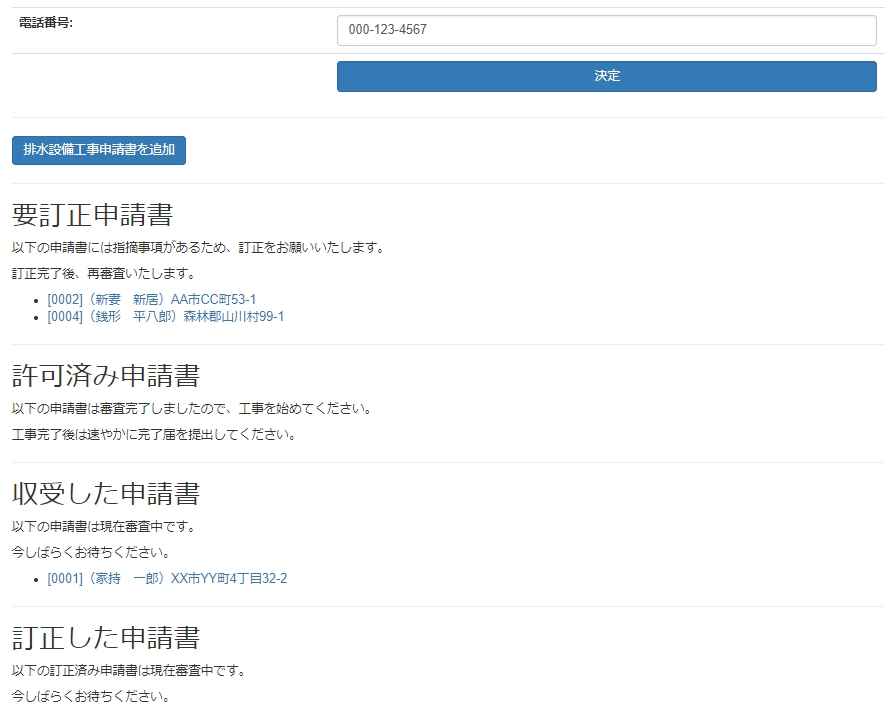 電話番号:
000-123-4567
決定
排水設備工事申請書を追加
要訂正申請書
以下の申請書には指摘事項があるため、訂正をお願いいたします。
訂正完了後、再審査いたします。
[0002]（新妻　新居）AA市CC町53-1
[0004]（銭形　平八郎）森林郡山川村99-1
許可済み申請書
以下の申請書は審査完了しましたので、工事を始めてください。
工事完了後は速やかに完了届を提出してください。
収受した申請書
以下の申請書は現在審査中です。
今しばらくお待ちください。
[0001]（家持　一郎）XX市YY町4丁目32-2
訂正した申請書
以下の訂正済み申請書は現在審査中です。
今しばらくお待ちください。